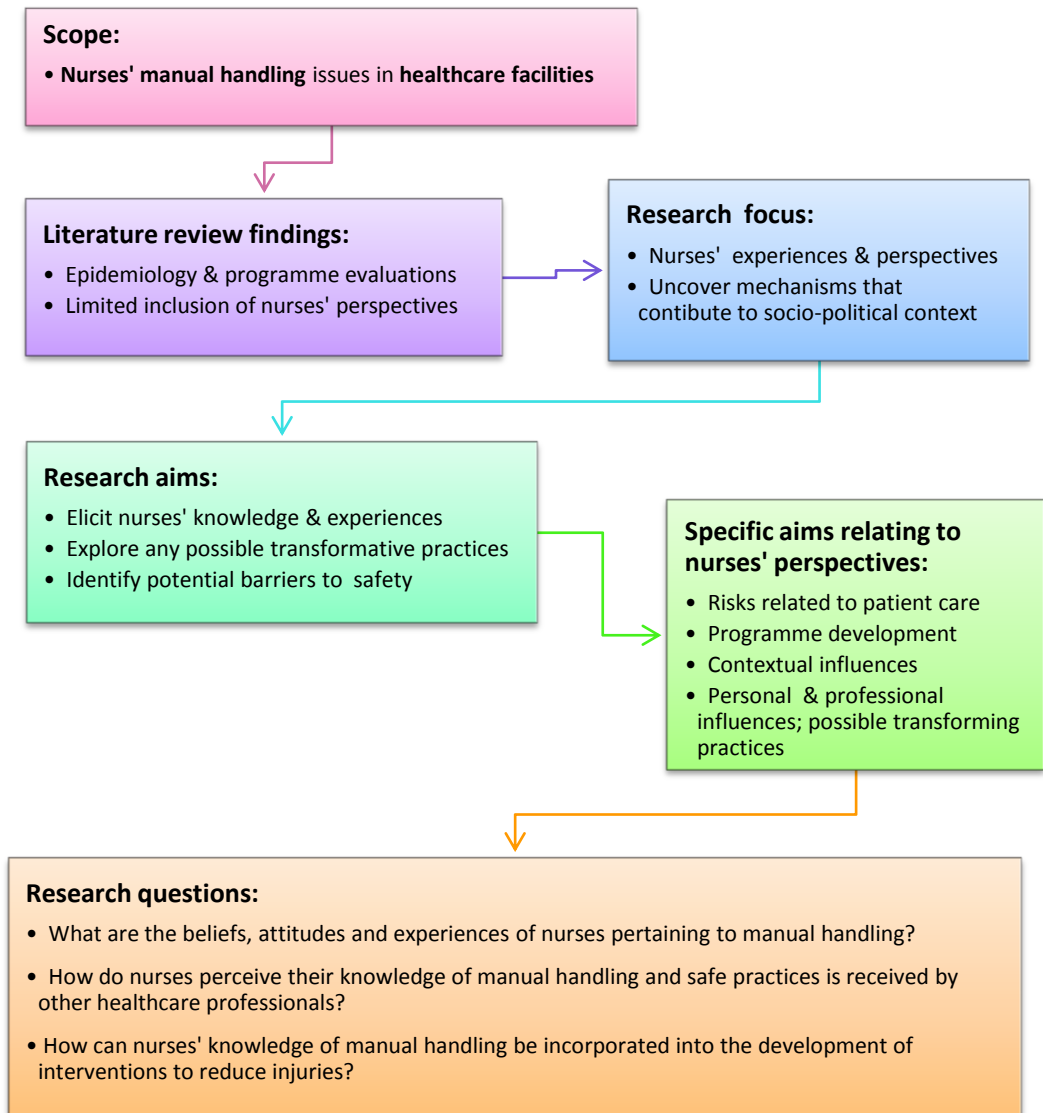 Scope:
• Nurses' manual handling issues in healthcare facilities
Literature review findings:
• Epidemiology & programme evaluations
• Limited inclusion of nurses' perspectives
Research focus:
• Nurses' experiences & perspectives
• Uncover mechanisms that
contibute to socio-political context
Research aims:
• Elicit nurses' knowledge & experiences
• Explore any possible transformative practices
• Identify potential barriers to safety
Specific aims relating to
nurses' perspectives:
• Risks related to patient care
• Programme development
• Contextual influences
• Personal & professional
influences; possible transforming
practices
Research questions:
• What are the beliefs, attitudes and experiences of nurses pertaining to manual handling?
• How do nurses perceive their knowledge of manual handling and safe practices is received by
other healthcare professionals?
• How can nurses' knowledge of manual handling be incorporated into the development of
interventions to reduce injuries?